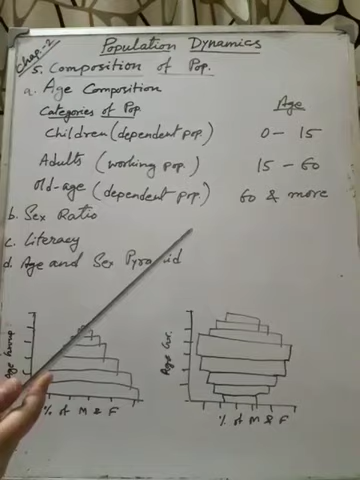 Chap.-2
Population Dynamics
5. Composition of Pop.
a. Age Composition
Categories of Pop. Age
Children (dependent pop.) 0 - 15
Adults (working pop.) 15 - 60
Old-age (dependent pop.) 60 & more
b. Sex Ratio
c. Literacy
d. Age and Sex Pyramid
Age Group
% of M & F
Age Gr.
% of M & F